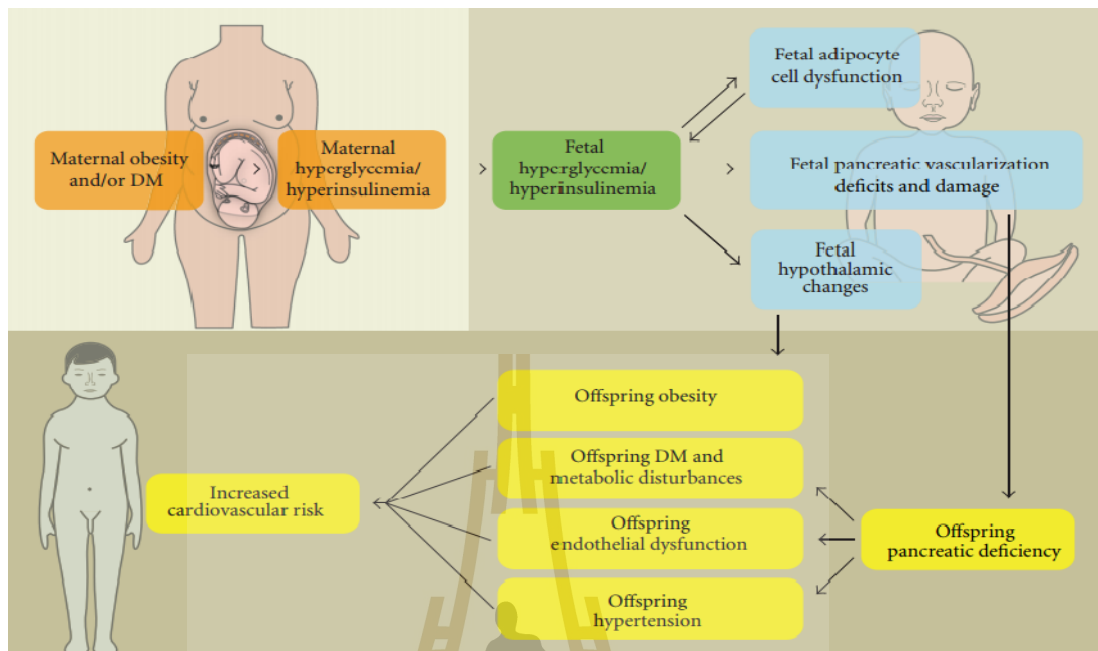 Maternal obesity
and/or DM
Maternal
hyperglycemia/
hyperinsulinemia
Fetal
hyperglycemia/
hyperiinsulinemia
Fetal adipocyte
cell dysfunction
Fetal pancreatic vascularization
deficits and damage
Fetal
hypothalamic
changes
Offspring obesity
Offspring DM and
metabolic disturbances
Offspring
endothelial dysfunction
Offspring
hypertension
Increased
cardiovascular risk
Offspring
pancreatic deficiency